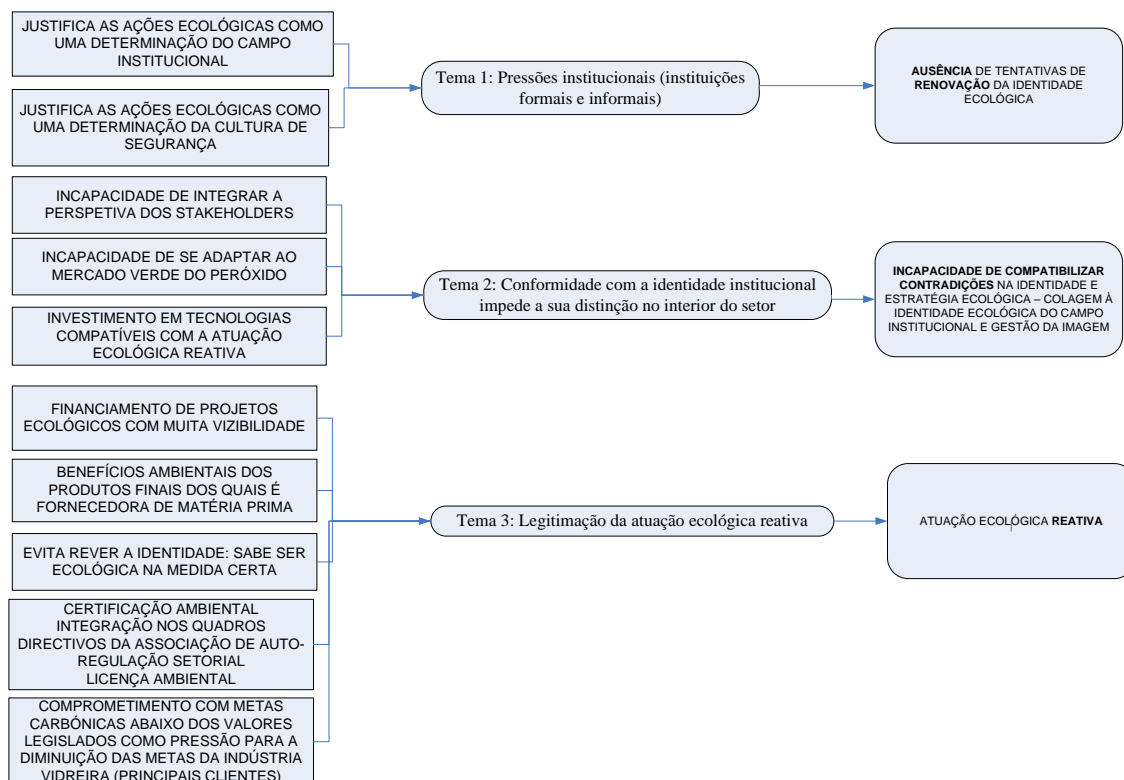 JUSTIFICA AS AÇÕES ECOLÓGICAS COMO
UMA DETERMINAÇÃO DO CAMPO
INSTITUCIONAL
JUSTIFICA AS AÇÕES ECOLÓGICAS COMO
UMA DETERMINAÇÃO DA CULTURA DE
SEGURANÇA
Tema 1: Pressões institucionais (instituições
formais e informais)
AUSÊNCIA DE TENTATIVAS DE
RENOVAÇÃO DA IDENTIDADE
ECOLÓGICA
INCAPACIDADE DE INTEGRAR A
PERSPETIVA DOS STAKEHOLDERS
INCAPACIDADE DE SE ADAPTAR AO
MERCADO VERDE DO PERÓXIDO
INVESTIMENTO EM TECNOLOGIAS
COMPATÍVEIS COM A ATUAÇÃO
ECOLÓGICA REATIVA
Tema 2: Conformidade com a identidade institucional
impede a sua distinção no interior do setor
INCAPACIDADE DE COMPATIBILIZAR
CONTRADIÇÕES NA IDENTIDADE E
ESTRATÉGIA ECOLÓGICA – COLAGEM À
IDENTIDADE ECOLÓGICA DO CAMPO
INSTITUCIONAL E GESTÃO DA IMAGEM
FINANCIAMENTO DE PROJETOS
ECOLÓGICOS COM MUITA VIZIBILIDADE
BENEFÍCIOS AMBIENTAIS DOS
PRODUTOS FINAIS DOS QUAIS É
FORNECEDORA DE MATÉRIA PRIMA
EVITA REVER A IDENTIDADE: SABE SER
ECOLÓGICA NA MEDIDA CERTA
CERTIFICAÇÃO AMBIENTAL
INTEGRAÇÃO NOS QUADROS
DIRECTIVOS DA ASSOCIAÇÃO DE AUTO-
REGULAÇÃO SETORIAL
LICENÇA AMBIENTAL
COMPROMETIMENTO COM METAS
CARBÓNICAS ABAIXO DOS VALORES
LEGISLADOS COMO PRESSÃO PARA A
DIMINUIÇÃO DAS METAS DA INDÚSTRIA
VIDREIRA (PRINCIPAIS CLIENTES)
Tema 3: Legitimação da atuação ecológica reativa
ATUAÇÃO ECOLÓGICA REATIVA